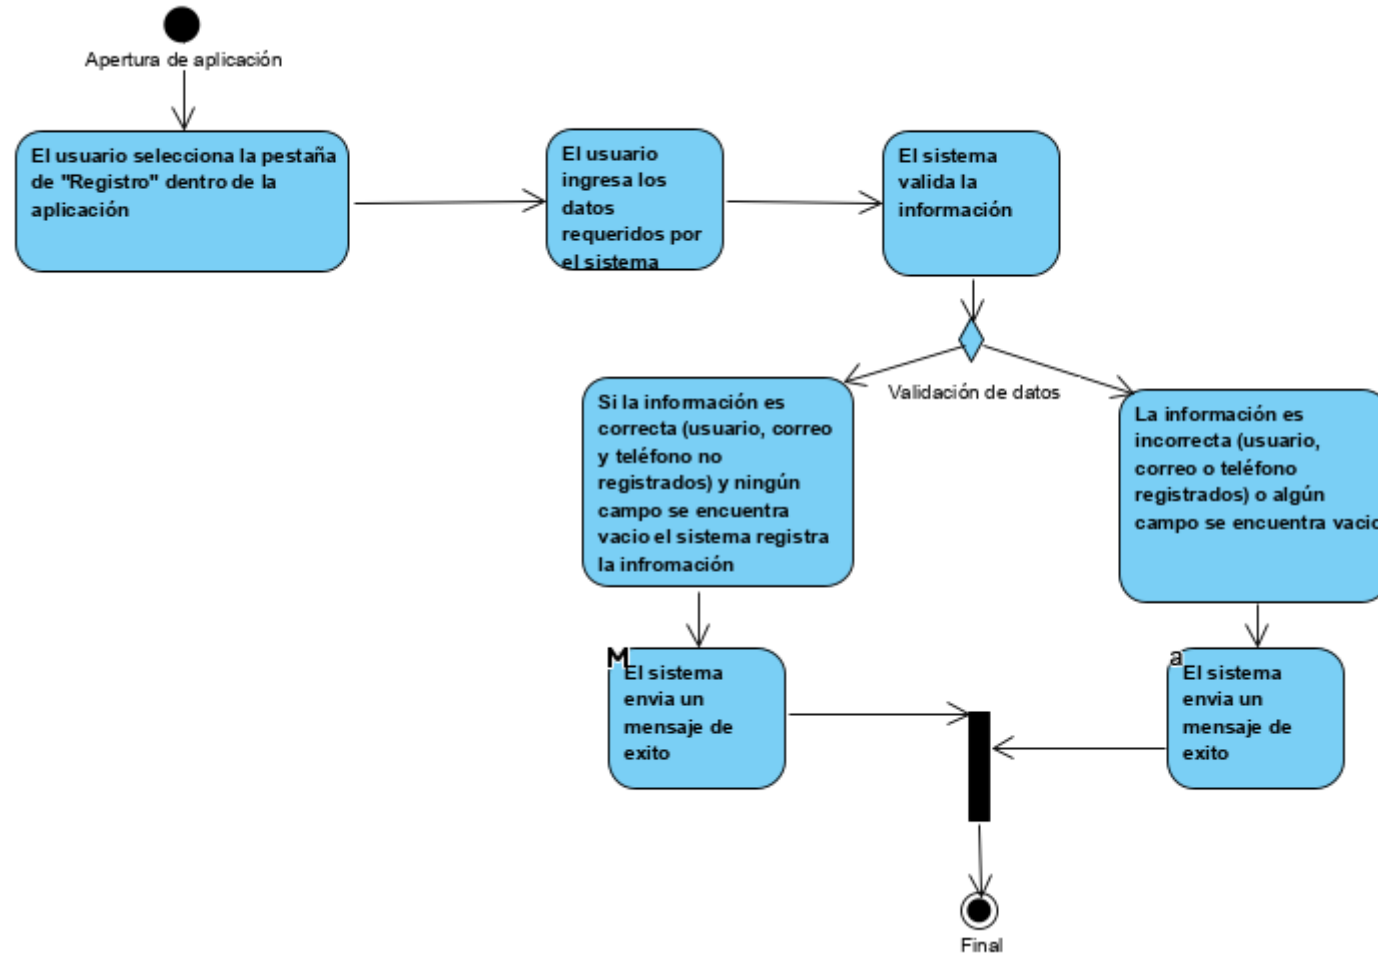 Apertura de aplicación
El usuario selecciona la pestaña
de "Registro" dentro de la
aplicación
El usuario
ingresa los
datos
requeridos por
el sistema
El sistema
valida la
información
Validación de datos
Si la información es
correcta (usuario, correo
y teléfono no
registrados) y ningún
campo se encuentra
vacio el sistema registra
la infromación
La información es
incorrecta (usuario,
correo o teléfono
registrados) o algún
campo se encuentra vacio
M
El sistema
envia un
mensaje de
exito
a
El sistema
envia un
mensaje de
exito
Final